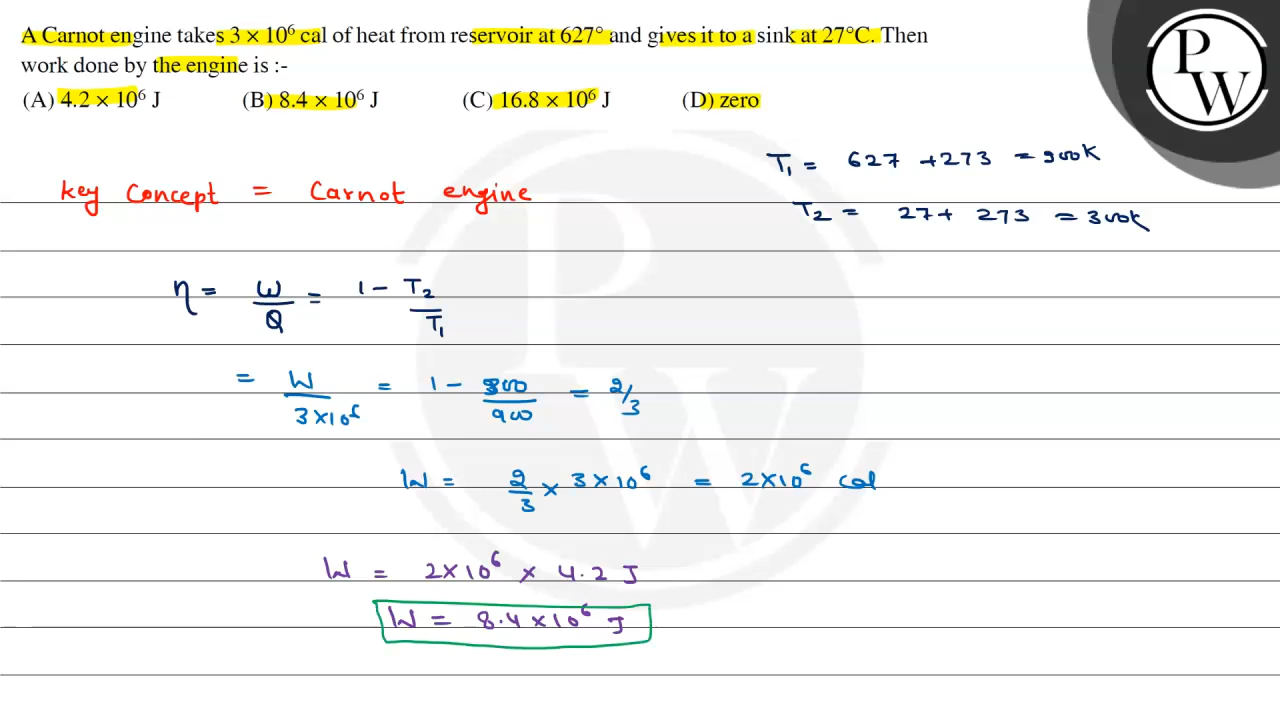 A Carnot engine takes 3 × 10⁶ cal of heat from reservoir at 627° and gives it to a sink at 27°C. Then
work done by the engine is :-
(A) 4.2 × 10⁶ J (B) 8.4 × 10⁶ J (C) 16.8 × 10⁶ J (D) zero
P
W
T₁ = 627 + 273 = 900K
key concept = Carnot engine
T₂ = 27 + 273 = 300K
η = W/Q = 1 - T₂/T₁
= W/3×10⁶ = 1 - 300/900 = 2/3
W = 2/3 × 3×10⁶ = 2×10⁶ cal
W = 2×10⁶ × 4.2 J
W = 8.4×10⁶ J